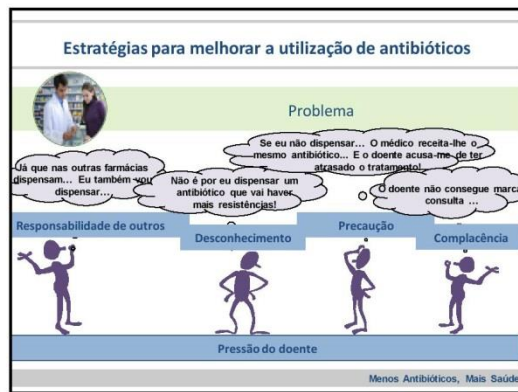 Estratégias para melhorar a utilização de antibióticos
Problema
Se eu não dispensar… O médico receita-lhe o
mesmo antibiótico... E o doente acusa-me de ter
atrasado o tratamento!
Já que nas outras farmácias
dispensam… Eu também vou
dispensar….
Não é por eu dispensar um
antibiótico que vai haver
mais resistências!
O doente não consegue marca
consulta …
Responsabilidade de outros
Desconhecimento
Precaução
Complacência
Pressão do doente
Menos Antibióticos, Mais Saúde